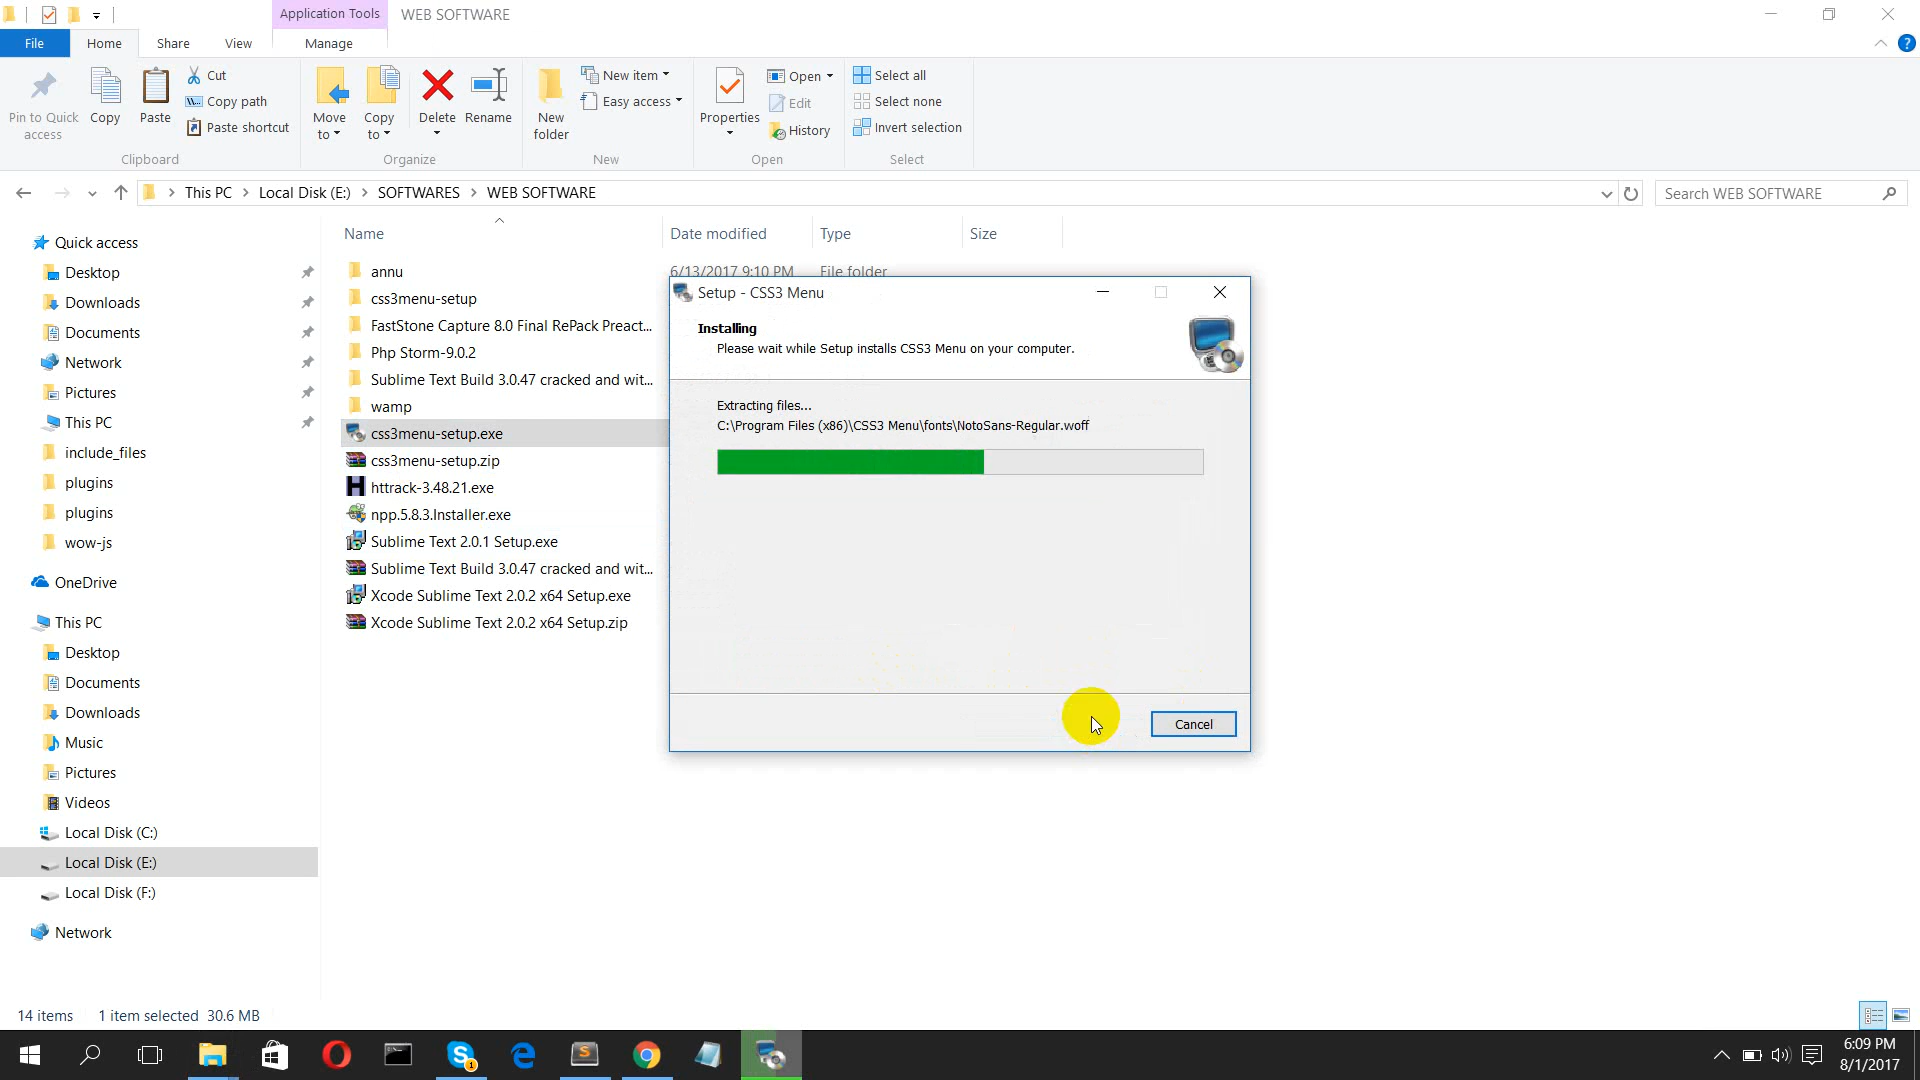 Application Tools
WEB SOFTWARE
File
Home
Share
View
Manage
Pin to Quick
access
Copy
Paste
Cut
Copy path
Paste shortcut
Clipboard
Move
to
Copy
to
Delete
Rename
Organize
New
folder
New item
Easy access
New
Properties
Open
Edit
History
Open
Select all
Select none
Invert selection
Select
This PC
Local Disk (E:)
SOFTWARES
WEB SOFTWARE
Search WEB SOFTWARE
Quick access
Desktop
Downloads
Documents
Network
Pictures
This PC
include_files
plugins
plugins
wow-js
OneDrive
This PC
Desktop
Documents
Downloads
Music
Pictures
Videos
Local Disk (C:)
Local Disk (E:)
Local Disk (F:)
Network
Name
Date modified
Type
Size
annu
6/13/2017 9:10 PM
File folder
css3menu-setup
FastStone Capture 8.0 Final RePack Preact...
Php Storm-9.0.2
Sublime Text Build 3.0.47 cracked and wit...
wamp
css3menu-setup.exe
css3menu-setup.zip
httrack-3.48.21.exe
npp.5.8.3.Installer.exe
Sublime Text 2.0.1 Setup.exe
Sublime Text Build 3.0.47 cracked and wit...
Xcode Sublime Text 2.0.2 x64 Setup.exe
Xcode Sublime Text 2.0.2 x64 Setup.zip
Setup - CSS3 Menu
Installing
Please wait while Setup installs CSS3 Menu on your computer.
Extracting files...
C:\Program Files (x86)\CSS3 Menu\fonts\NotoSans-Regular.woff
Cancel
14 items
1 item selected 30.6 MB
1
6:09 PM
8/1/2017